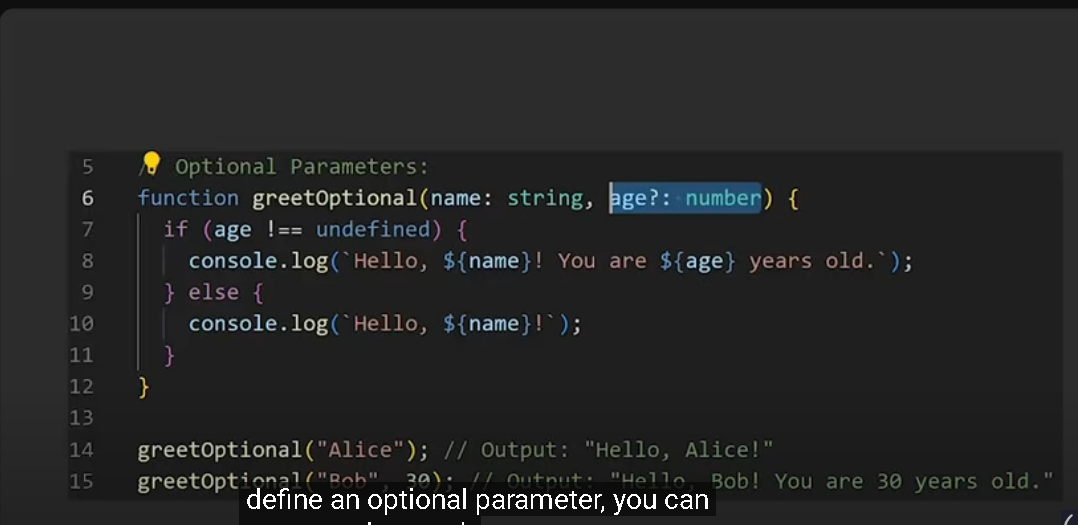 5 // Optional Parameters:
6 function greetOptional(name: string, age?: number) {
7 if (age !== undefined) {
8 console.log(`Hello, ${name}! You are ${age} years old.`);
9 } else {
10 console.log(`Hello, ${name}!`);
11 }
12 }
13
14 greetOptional("Alice"); // Output: "Hello, Alice!"
15 greetOptional("Bob", 30); // Output: "Hello, Bob! You are 30 years old."
define an optional parameter, you can